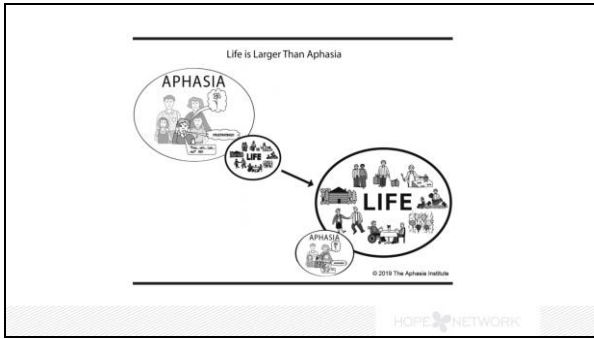 Life is Larger Than Aphasia
APHASIA
LIFE
LIFE
APHASIA
© 2019 The Aphasia Institute
HOPE NETWORK